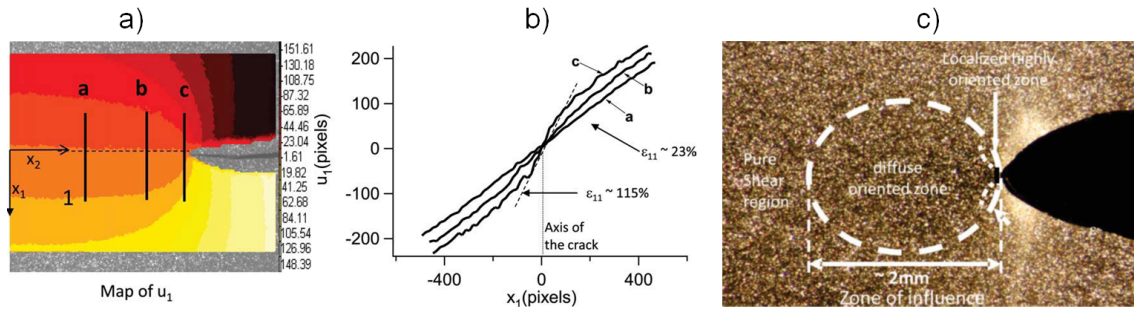 a)
b)
c)
151.61
130.18
108.75
87.32
65.89
44.46
23.04
1.61
19.82
41.25
62.68
84.11
105.54
126.96
148.39
a
b
c
x2
x1
1
Map of u1
u1(pixels)
200
100
0
-100
-200
c
b
a
ε11 ~ 23%
ε11 ~ 115%
Axis of
the crack
-400
0
400
x1(pixels)
Localized highly
oriented zone
Pure Shear
region
diffuse
oriented zone
~ 2mm
Zone of influence